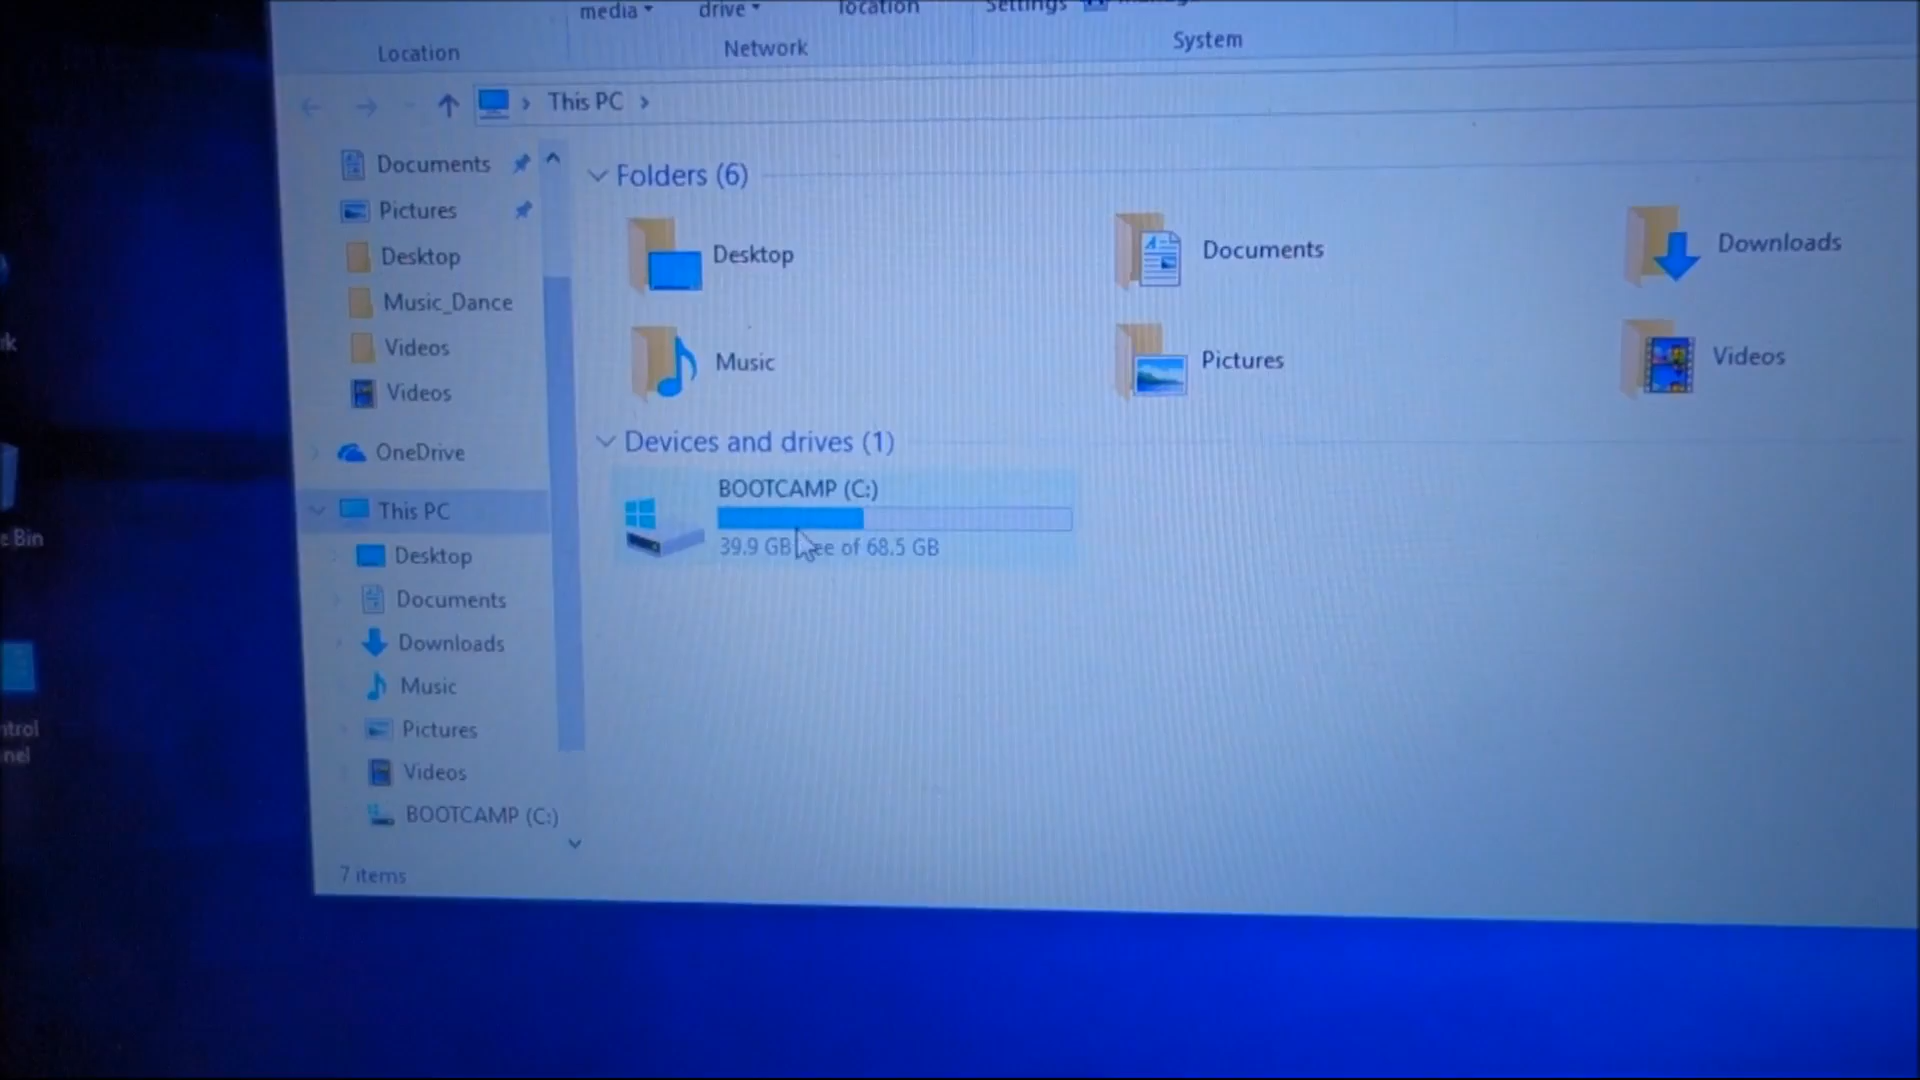 media
drive
location
Settings
Location
Network
System
This PC
Documents
Pictures
Desktop
Music_Dance
Videos
Videos
OneDrive
This PC
Desktop
Documents
Downloads
Music
Pictures
Videos
BOOTCAMP (C:)
7 items
Folders (6)
Desktop
Documents
Downloads
Music
Pictures
Videos
Devices and drives (1)
BOOTCAMP (C:)
39.9 GB ee of 68.5 GB
rk
e Bin
ntrol
nel